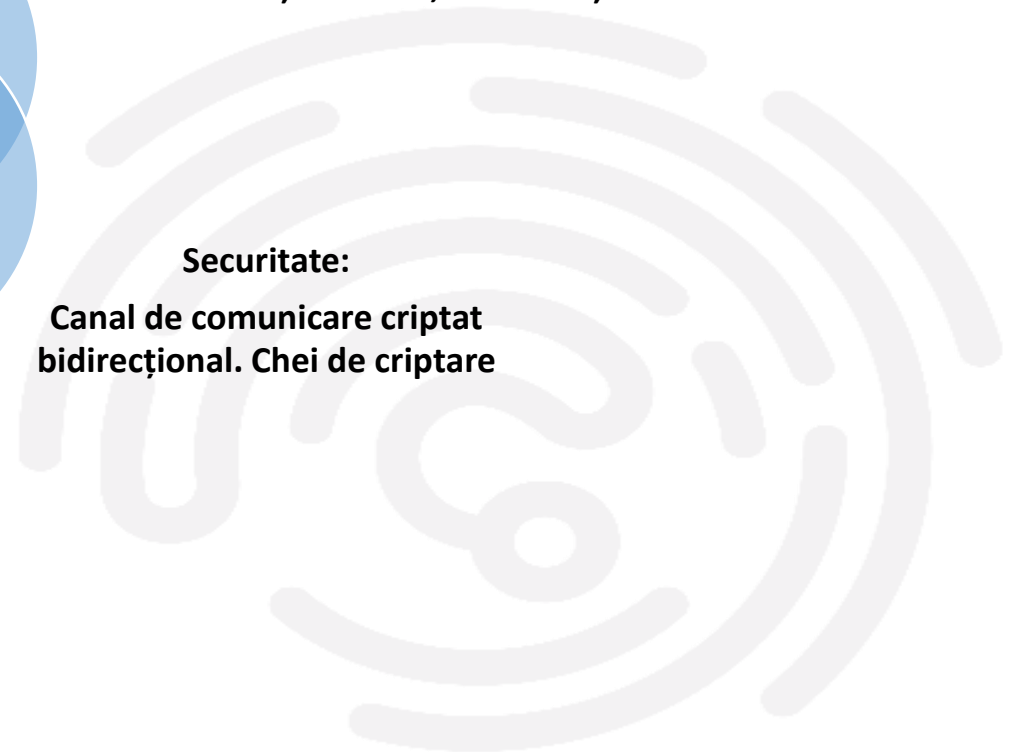 Securitate:
Canal de comunicare criptat
bidirecțional. Chei de criptare